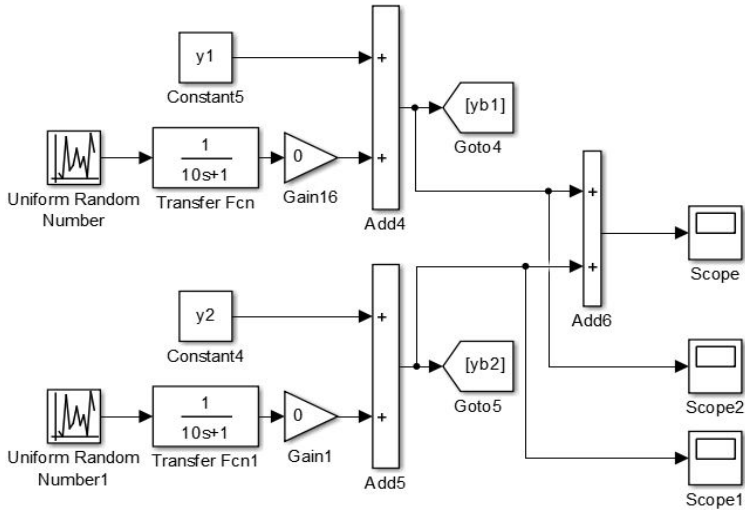 y1
+
Constant5
[yb1]
Goto4
1
10s+1
0
+
Uniform Random
Number
Transfer Fcn
Gain16
Add4
+
+
Add6
Scope
y2
+
Constant4
[yb2]
Goto5
Scope2
1
10s+1
0
+
Uniform Random
Number1
Transfer Fcn1
Gain1
Add5
Scope1